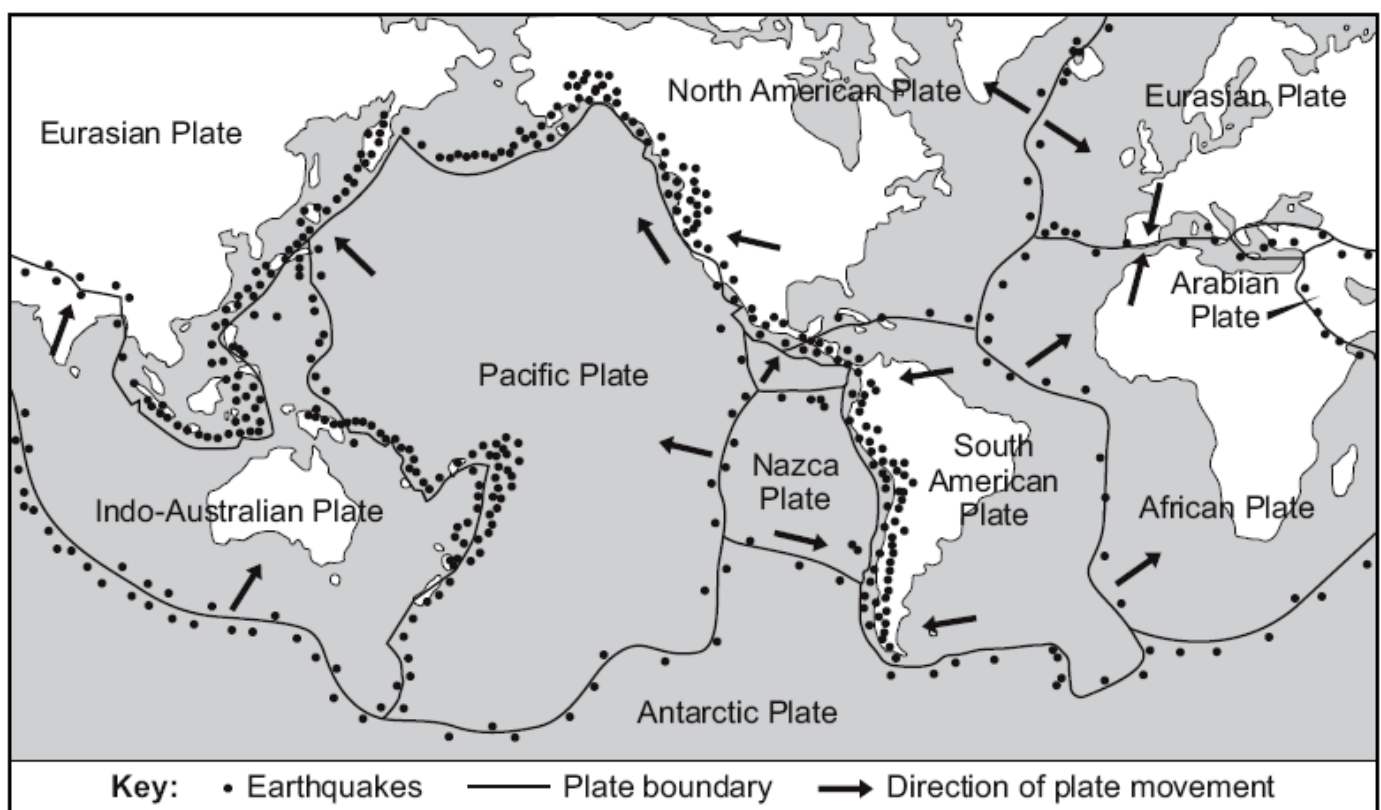 North American Plate
Eurasian Plate
Eurasian Plate
Arabian
Plate
Pacific Plate
Nazca
Plate
South
American
Plate
Indo-Australian Plate
African Plate
Antarctic Plate
Key: Earthquakes Plate boundary Direction of plate movement